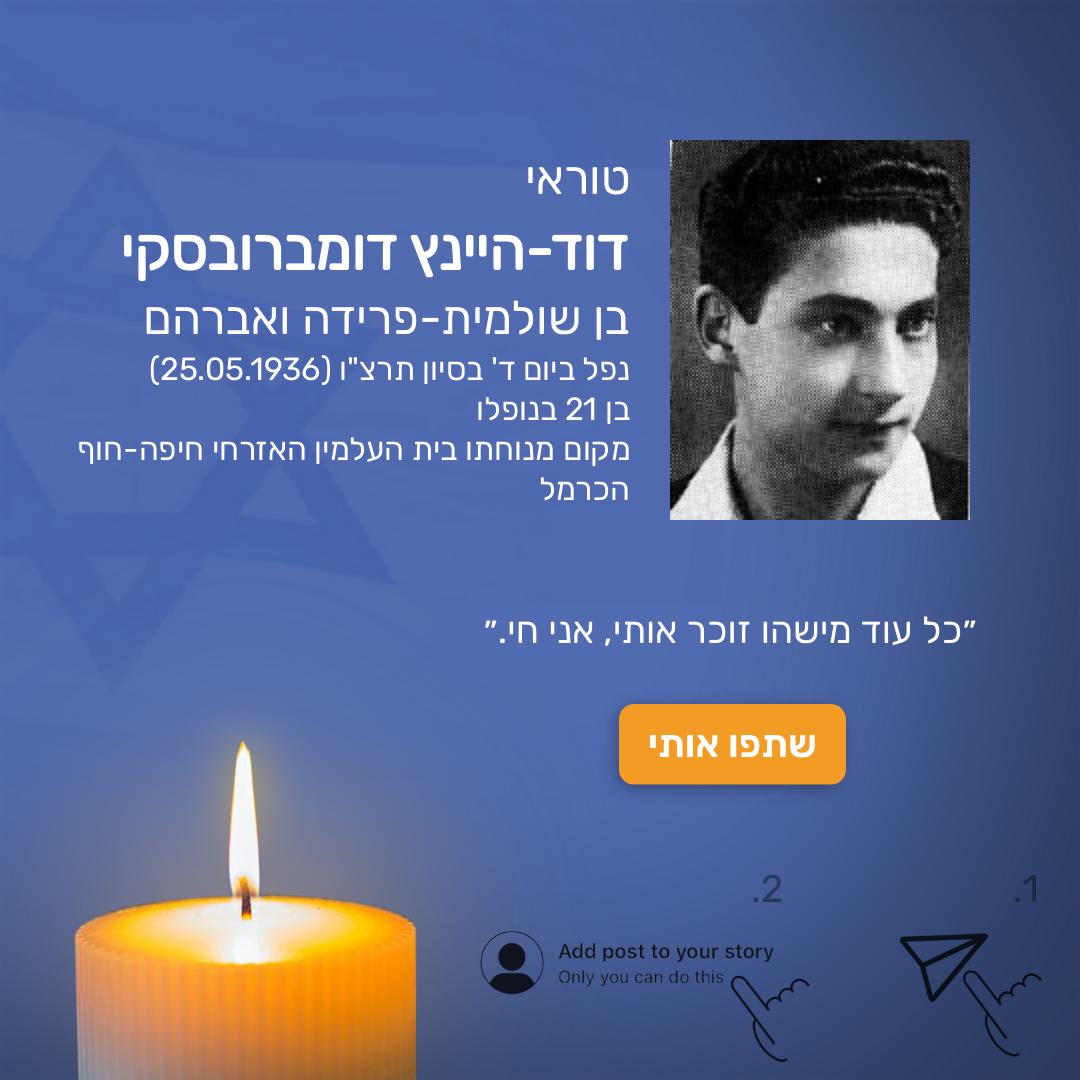 טוראי
דוד-היינץ דומברובסקי
בן שולמית-פרידה ואברהם
נפל ביום ד' בסיון תרצ"ו (25.05.1936)
בן 21 בנופלו
מקום מנוחתו בית העלמין האזרחי חיפה-חוף
הכרמל
״כל עוד מישהו זוכר אותי, אני חי.״
שתפו אותי
1.
2.
Add post to your story
Only you can do this